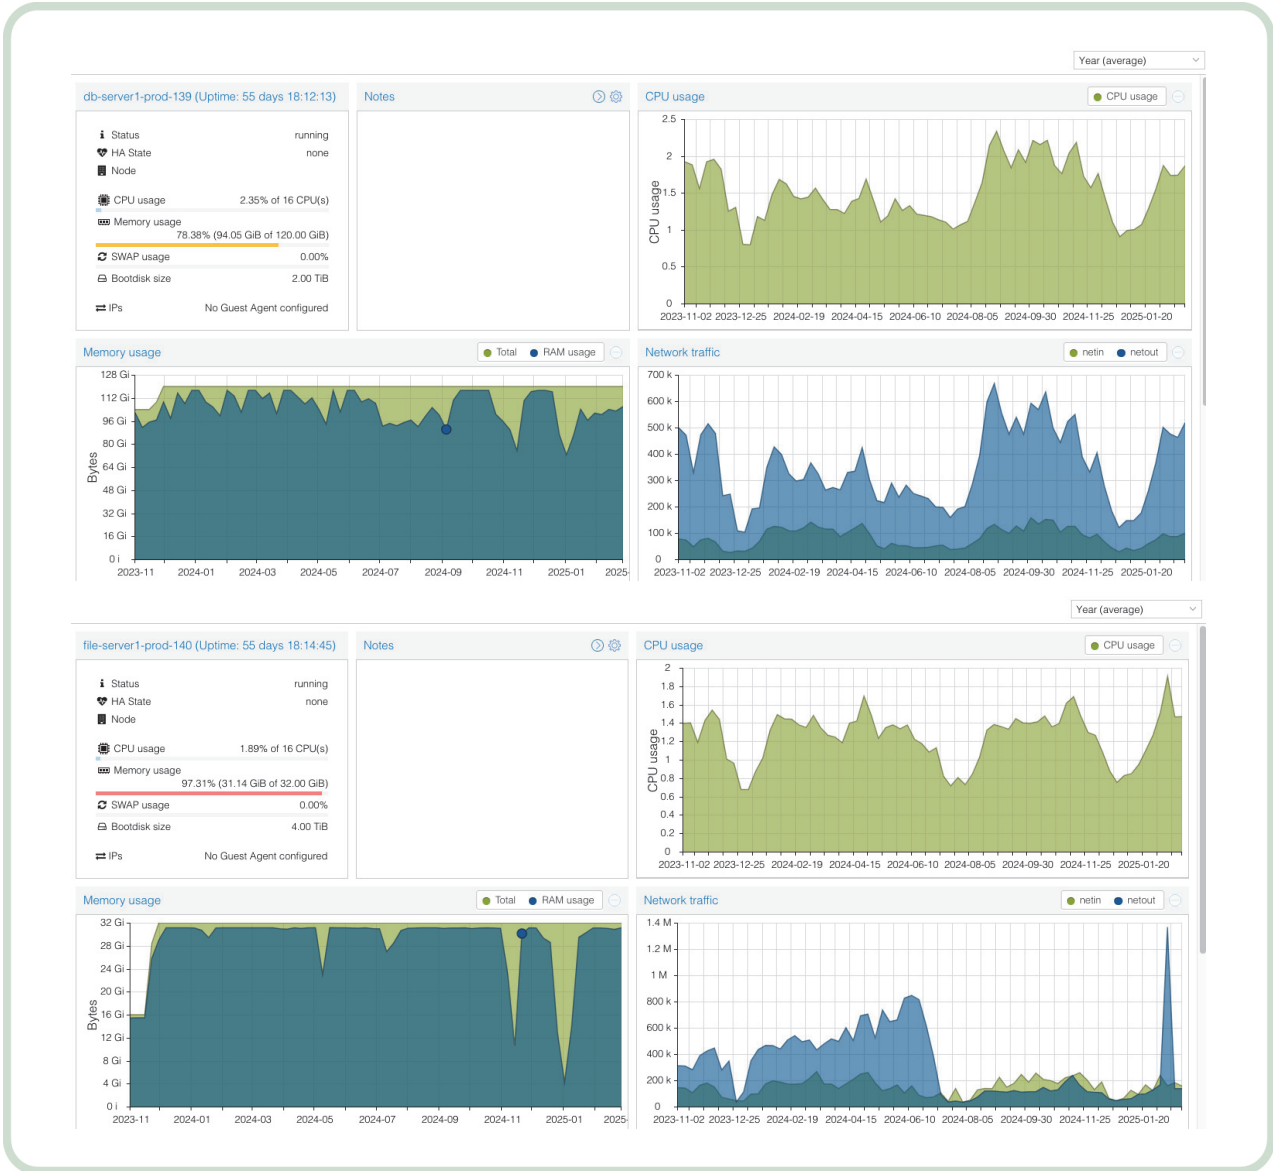 Year (average)
db-server1-prod-139 (Uptime: 55 days 18:12:13)
Status running
HA State none
Node
CPU usage 2.35% of 16 CPU(s)
Memory usage
78.38% (94.05 GiB of 120.00 GiB)
SWAP usage 0.00%
Bootdisk size 2.00 TiB
IPs No Guest Agent configured
Notes
CPU usage
CPU usage
2.5
2
1.5
1
0.5
0
CPU usage
2023-11-02 2023-12-25 2024-02-19 2024-04-15 2024-06-10 2024-08-05 2024-09-30 2024-11-25 2025-01-20
Memory usage
Total RAM usage
128 Gi
112 Gi
96 Gi
80 Gi
64 Gi
48 Gi
32 Gi
16 Gi
0 i
Bytes
2023-11 2024-01 2024-03 2024-05 2024-07 2024-09 2024-11 2025-01 2025-
Network traffic
netin netout
700 k
600 k
500 k
400 k
300 k
200 k
100 k
0
2023-11-02 2023-12-25 2024-02-19 2024-04-15 2024-06-10 2024-08-05 2024-09-30 2024-11-25 2025-01-20
Year (average)
file-server1-prod-140 (Uptime: 55 days 18:14:45)
Status running
HA State none
Node
CPU usage 1.89% of 16 CPU(s)
Memory usage
97.31% (31.14 GiB of 32.00 GiB)
SWAP usage 0.00%
Bootdisk size 4.00 TiB
IPs No Guest Agent configured
Notes
CPU usage
CPU usage
2
1.8
1.6
1.4
1.2
1
0.8
0.6
0.4
0.2
0
CPU usage
2023-11-02 2023-12-25 2024-02-19 2024-04-15 2024-06-10 2024-08-05 2024-09-30 2024-11-25 2025-01-20
Memory usage
Total RAM usage
32 Gi
28 Gi
24 Gi
20 Gi
16 Gi
12 Gi
8 Gi
4 Gi
0 i
Bytes
2023-11 2024-01 2024-03 2024-05 2024-07 2024-09 2024-11 2025-01 2025-
Network traffic
netin netout
1.4 M
1.2 M
1 M
800 k
600 k
400 k
200 k
0
2023-11-02 2023-12-25 2024-02-19 2024-04-15 2024-06-10 2024-08-05 2024-09-30 2024-11-25 2025-01-20